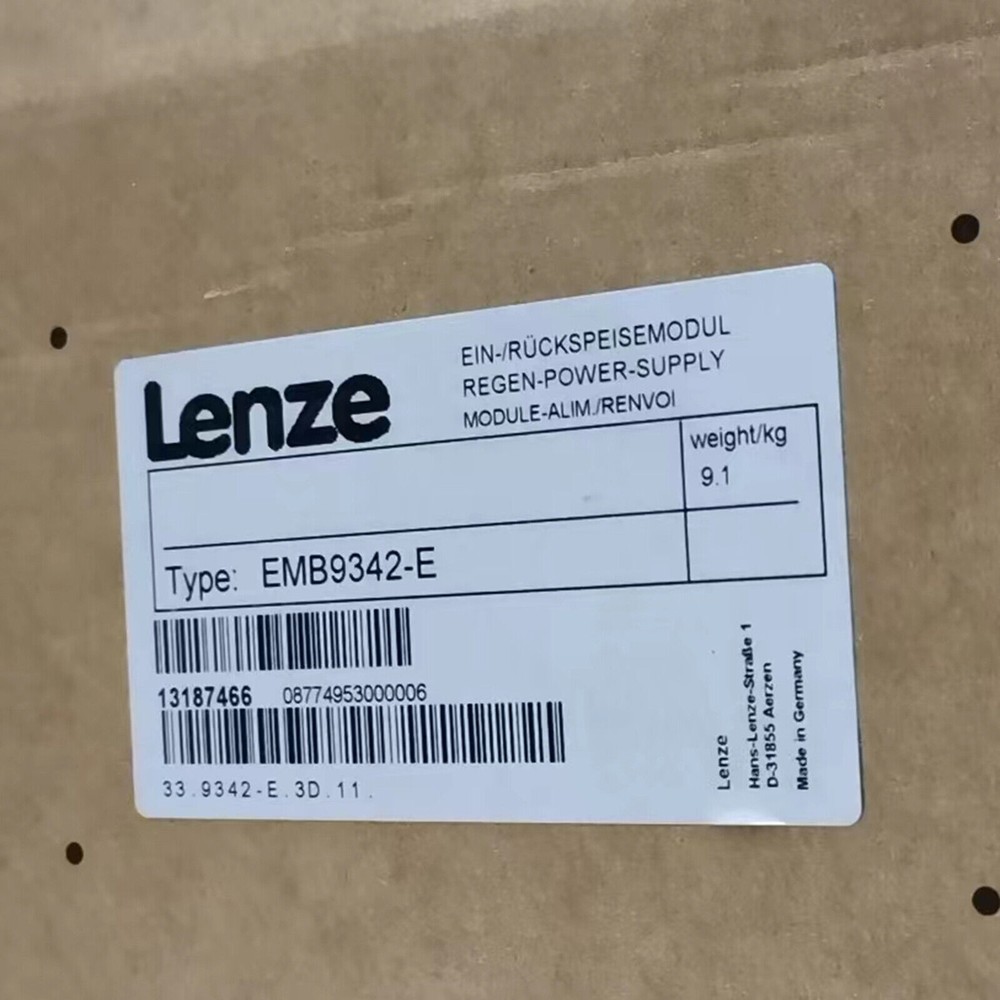 Lenze
EIN-/RÜCKSPEISEMODUL
REGEN-POWER-SUPPLY
MODULE-ALIM./RENVOI
weight/kg
9.1
Type: EMB9342-E
13187466 08774953000006
33.9342-E.3D.11.
Lenze
Hans-Lenze-Straße 1
D-31855 Aerzen
Made in Germany